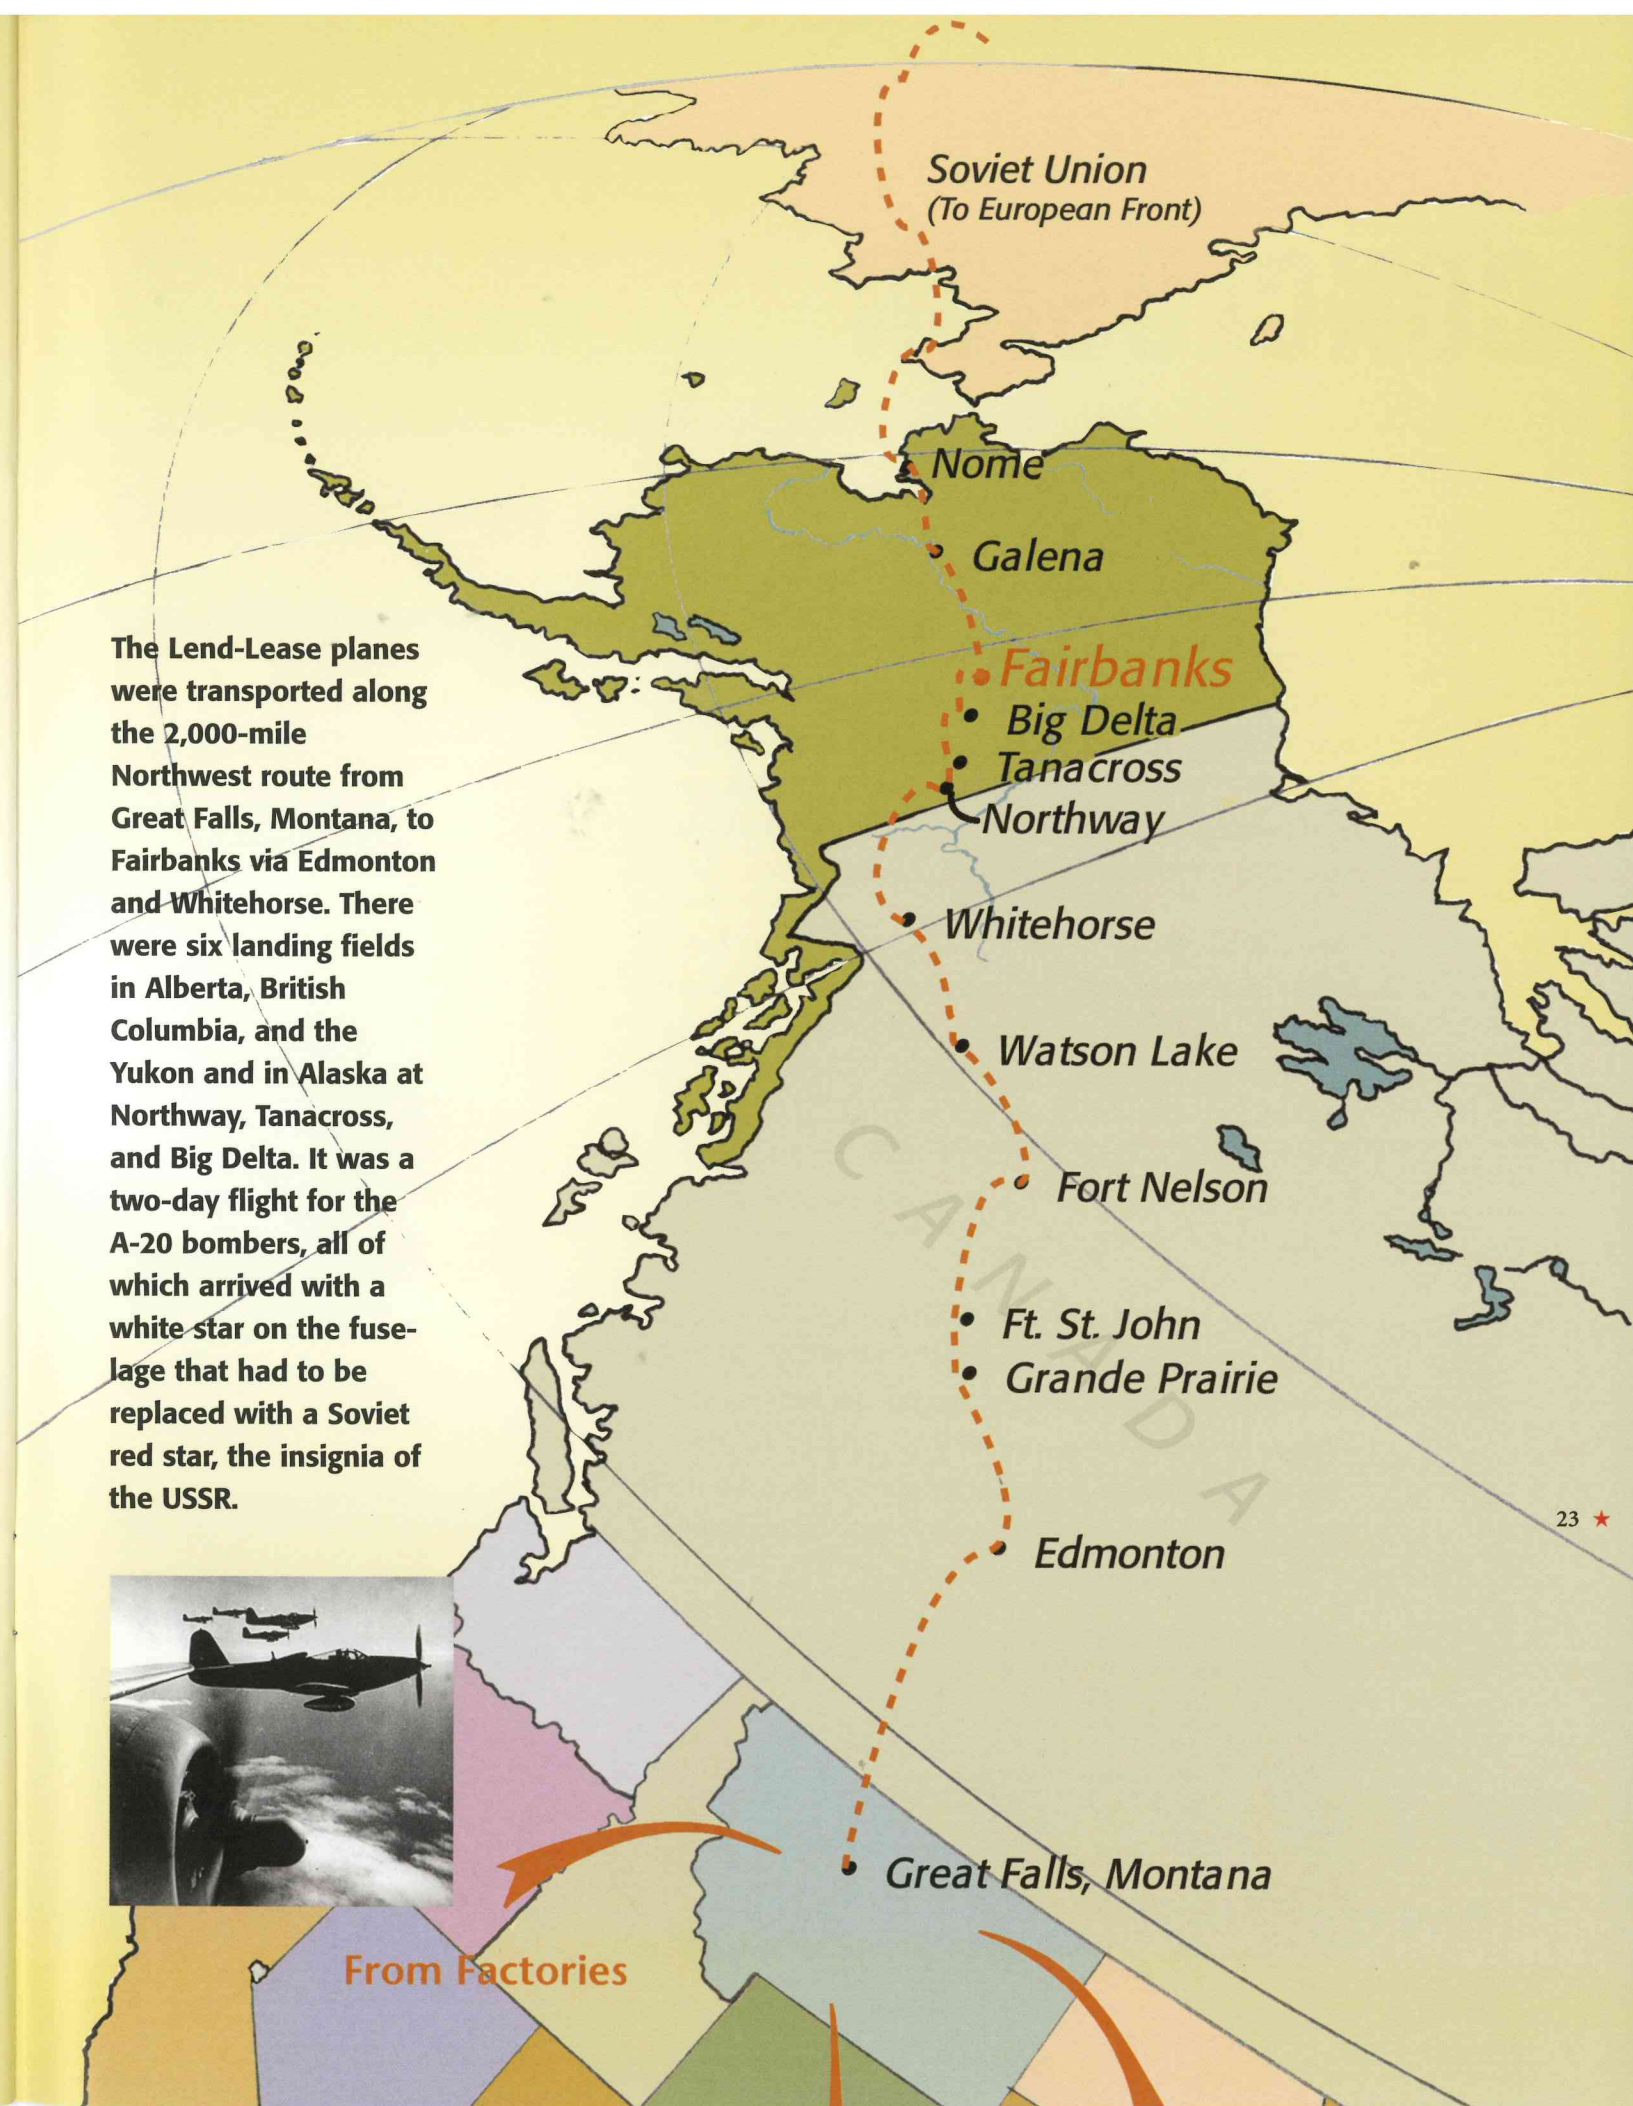 Soviet Union
(To European Front)
Nome
Galena
Fairbanks
Big Delta
Tanacross
Northway
The Lend-Lease planes
were transported along
the 2,000-mile
Northwest route from
Great Falls, Montana, to
Fairbanks via Edmonton
and Whitehorse. There
were six landing fields
in Alberta, British
Columbia, and the
Yukon and in Alaska at
Northway, Tanacross,
and Big Delta. It was a
two-day flight for the
A-20 bombers, all of
which arrived with a
white star on the fuse-
lage that had to be
replaced with a Soviet
red star, the insignia of
the USSR.
Whitehorse
Watson Lake
CANADA
Fort Nelson
Ft. St. John
Grande Prairie
Edmonton
23 ★
Great Falls, Montana
From Factories